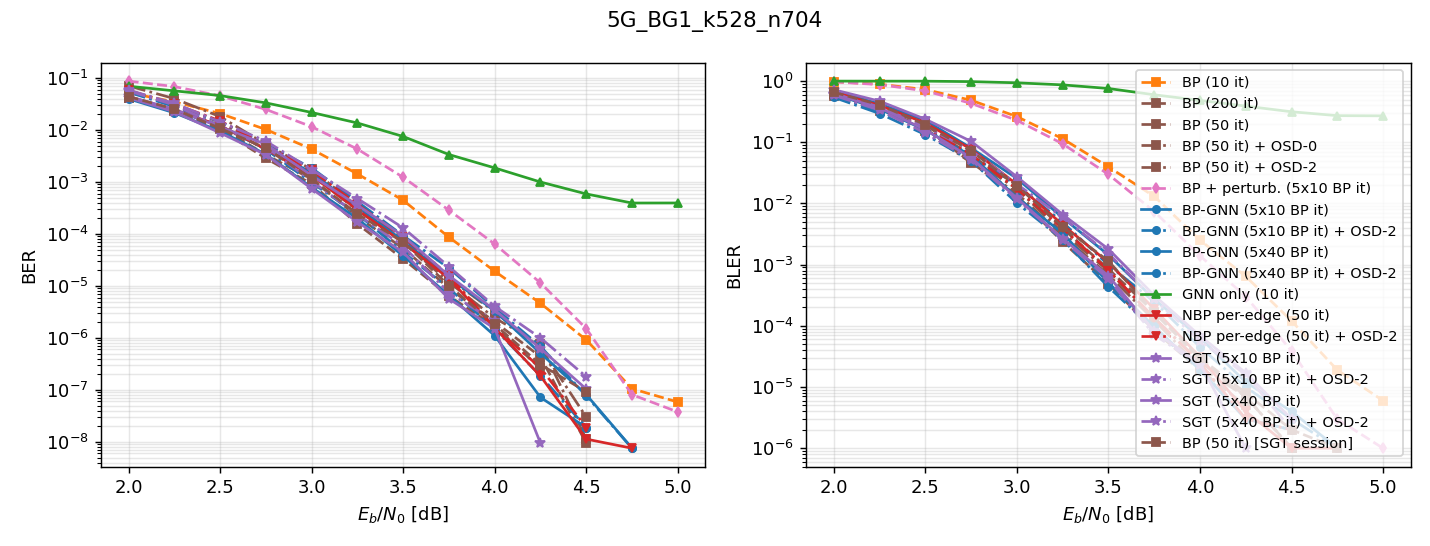 5G_BG1_k528_n704
10⁻¹
10⁻²
10⁻³
10⁻⁴
10⁻⁵
10⁻⁶
10⁻⁷
10⁻⁸
BER
2.0 2.5 3.0 3.5 4.0 4.5 5.0
E_b/N_0 [dB]
10⁰
10⁻¹
10⁻²
10⁻³
10⁻⁴
10⁻⁵
10⁻⁶
BLER
2.0 2.5 3.0 3.5 4.0 4.5 5.0
E_b/N_0 [dB]
BP (10 it)
BP (200 it)
BP (50 it)
BP (50 it) + OSD-0
BP (50 it) + OSD-2
BP + perturb. (5x10 BP it)
BP-GNN (5x10 BP it)
BP-GNN (5x10 BP it) + OSD-2
BP-GNN (5x40 BP it)
BP-GNN (5x40 BP it) + OSD-2
GNN only (10 it)
NBP per-edge (50 it)
NBP per-edge (50 it) + OSD-2
SGT (5x10 BP it)
SGT (5x10 BP it) + OSD-2
SGT (5x40 BP it)
SGT (5x40 BP it) + OSD-2
BP (50 it) [SGT session]